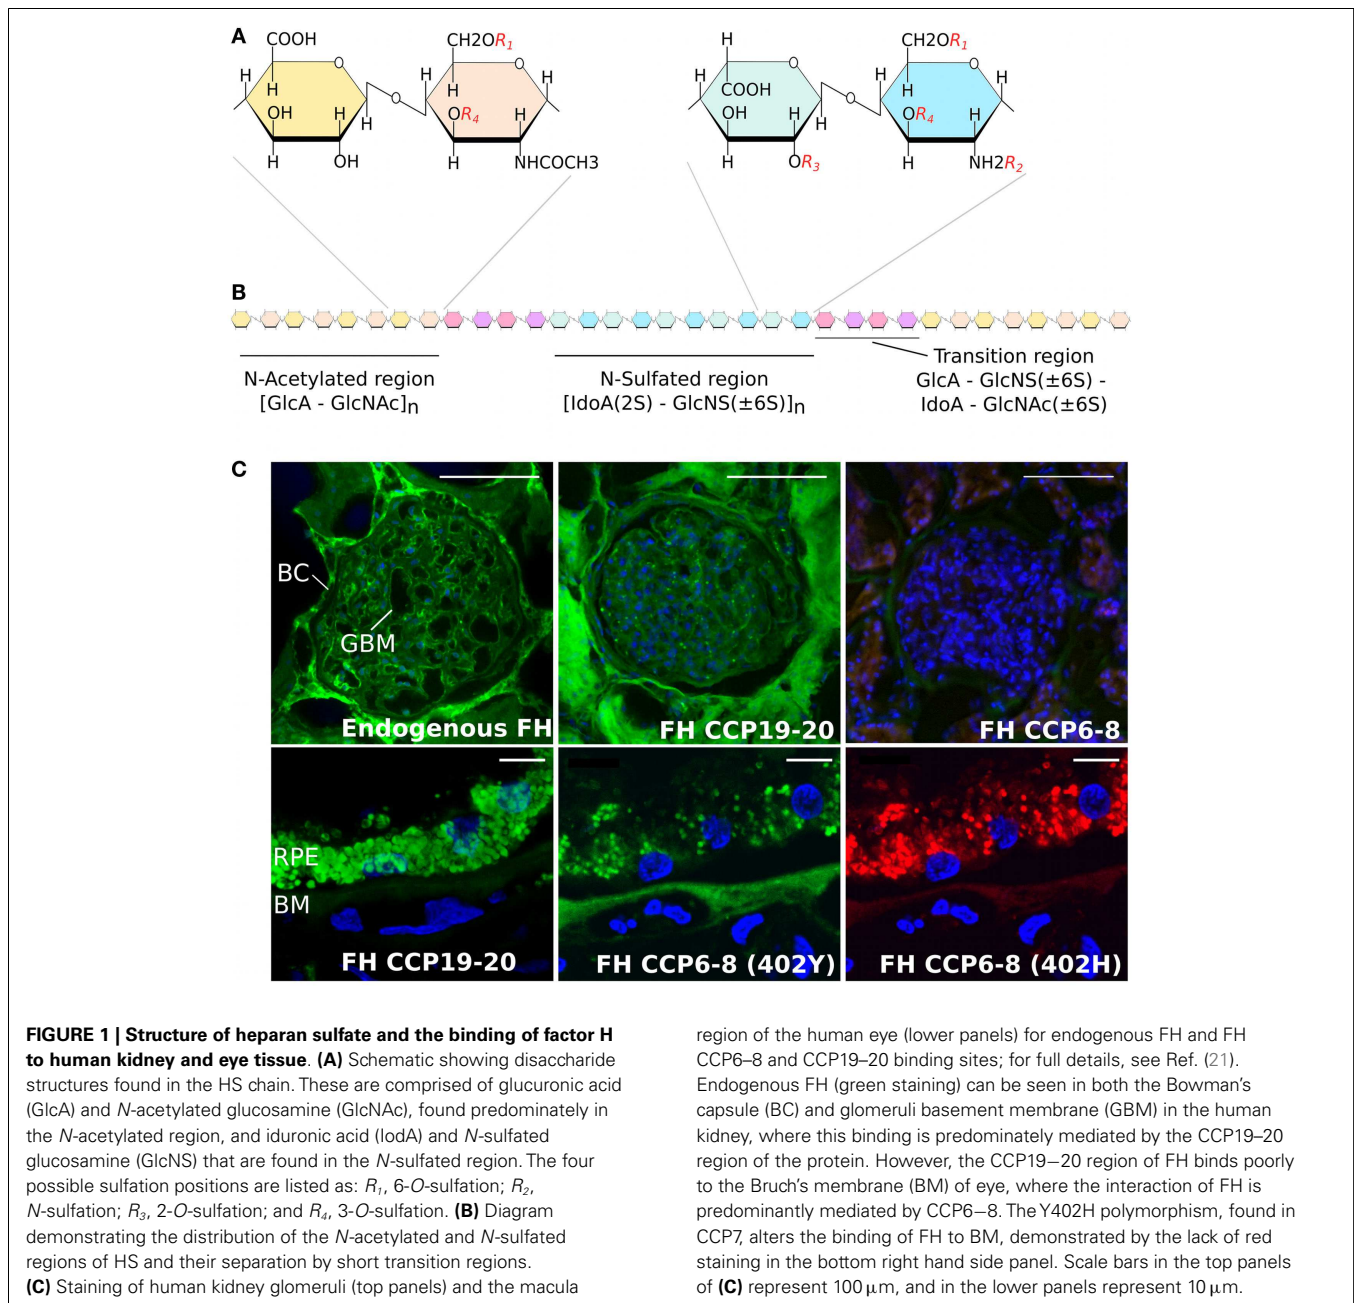 A
COOH
H
H
OH
H
H
H
OH
O
O
CH2OR1
H
H
O
H
OR4
H
H
NHCOCH3
H
COOH
H
OH
H
H
H
OR3
O
O
CH2OR1
H
H
O
H
OR4
H
H
NH2R2
B
N-Acetylated region
[GlcA - GlcNAc]n
N-Sulfated region
[IdoA(2S) - GlcNS(±6S)]n
Transition region
GlcA - GlcNS(±6S) -
IdoA - GlcNAc(±6S)
C
BC
GBM
Endogenous FH
FH CCP19-20
FH CCP6-8
RPE
BM
FH CCP19-20
FH CCP6-8 (402Y)
FH CCP6-8 (402H)
FIGURE 1 | Structure of heparan sulfate and the binding of factor H
to human kidney and eye tissue. (A) Schematic showing disaccharide
structures found in the HS chain. These are comprised of glucuronic acid
(GlcA) and N-acetylated glucosamine (GlcNAc), found predominately in
the N-acetylated region, and iduronic acid (IodA) and N-sulfated
glucosamine (GlcNS) that are found in the N-sulfated region. The four
possible sulfation positions are listed as: R1, 6-O-sulfation; R2,
N-sulfation; R3, 2-O-sulfation; and R4, 3-O-sulfation. (B) Diagram
demonstrating the distribution of the N-acetylated and N-sulfated
regions of HS and their separation by short transition regions.
(C) Staining of human kidney glomeruli (top panels) and the macula
region of the human eye (lower panels) for endogenous FH and FH
CCP6–8 and CCP19–20 binding sites; for full details, see Ref. (21).
Endogenous FH (green staining) can be seen in both the Bowman's
capsule (BC) and glomeruli basement membrane (GBM) in the human
kidney, where this binding is predominately mediated by the CCP19–20
region of the protein. However, the CCP19−20 region of FH binds poorly
to the Bruch's membrane (BM) of eye, where the interaction of FH is
predominantly mediated by CCP6−8. The Y402H polymorphism, found in
CCP7, alters the binding of FH to BM, demonstrated by the lack of red
staining in the bottom right hand side panel. Scale bars in the top panels
of (C) represent 100 μm, and in the lower panels represent 10 μm.